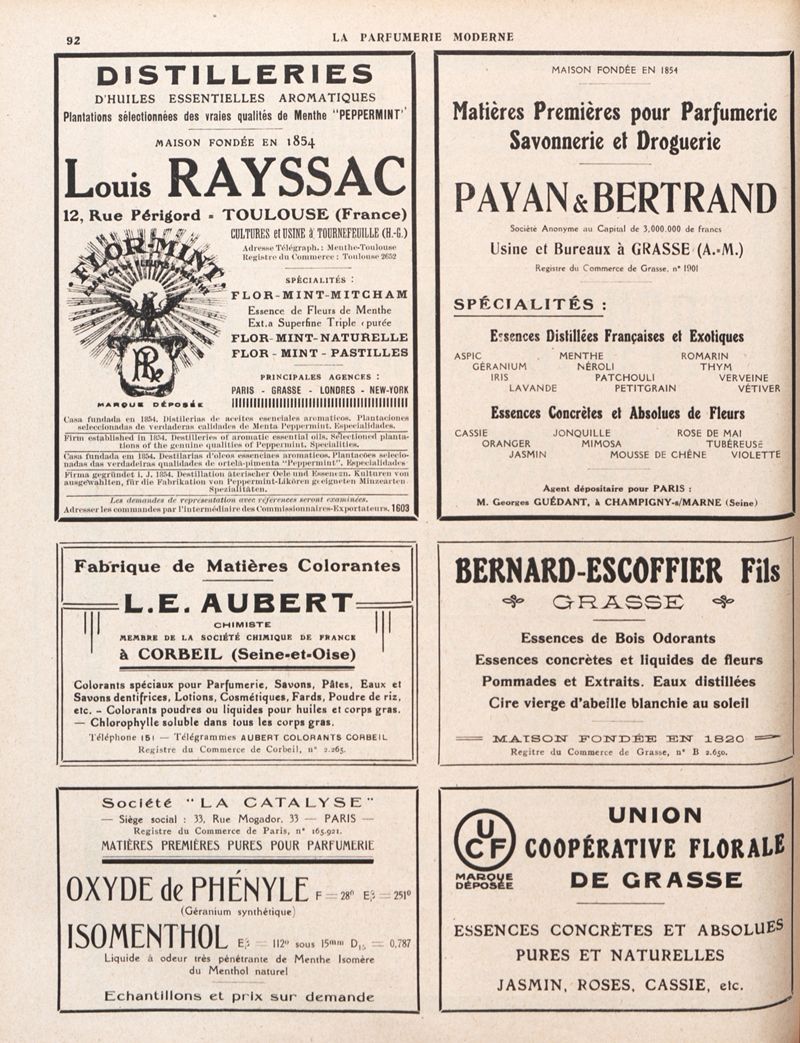 92
LA PARFUMERIE MODERNE
DISTILLERIES
D'HUILES ESSENTIELLES AROMATIQUES
Plantations sélectionnées des vraies qualités de Menthe "PEPPERMINT"
MAISON FONDÉE EN 1854
Louis RAYSSAC
12, Rue Périgord - TOULOUSE (France)
FLOR-MINT
ESSENCE DE FLEURS DE MENTHE
MARQUE DÉPOSÉE
CULTURES et USINE à TOURNEFEUILLE (H.-G.)
Adresse Télégraph. : Menthe-Toulouse
Registre du Commerce : Toulouse 2652
SPÉCIALITÉS :
FLOR-MINT-MITCHAM
Essence de Fleurs de Menthe
Ext.a Superfine Triple purée
FLOR-MINT-NATURELLE
FLOR-MINT-PASTILLES
PRINCIPALES AGENCES :
PARIS - GRASSE - LONDRES - NEW-YORK
Casa fundada en 1854. Distilerias de aceites esenciales aromaticos. Plantaciones
seleccionadas de verdaderas calidades de Menta Peppermint. Especialidades.
Firm established in 1854. Destilleries of aromatic essential oils. Selectioned planta-
tions of the genuine qualities of Peppermint. Specialities.
Casa fundada em 1854. Destilarias d'oleos essenciaes aromaticos. Plantacões selecio-
nadas das verdadeiras qualidades de ortelà-pimenta "Peppermint". Especialidades
Firma gegründet i. J. 1854. Destillation äterischer Oele und Essenzen. Kulturen von
ausgewählten, für die Fabrikation von Peppermint-Likören geeigneten Minzearten
Spezialitäten.
Les demandes de représentation avec références seront examinées.
Adresser les commandes par l'intermédiaire des Commissionnaires-Exportateurs. 1603
MAISON FONDÉE EN 1854
Matières Premières pour Parfumerie
Savonnerie et Droguerie
PAYAN & BERTRAND
Société Anonyme au Capital de 3.000.000 de francs
Usine et Bureaux à GRASSE (A.-M.)
Registre du Commerce de Grasse, n° 1901
SPÉCIALITÉS :
Essences Distillées Françaises et Exotiques
ASPIC MENTHE ROMARIN
GÉRANIUM NÉROLI THYM
IRIS PATCHOULI VERVEINE
LAVANDE PETITGRAIN VÉTIVER
Essences Concrètes et Absolues de Fleurs
CASSIE JONQUILLE ROSE DE MAI
ORANGER MIMOSA TUBÉREUSE
JASMIN MOUSSE DE CHÊNE VIOLETTE
Agent dépositaire pour PARIS :
M. Georges GUÉDANT, à CHAMPIGNY-s/MARNE (Seine)
Fabrique de Matières Colorantes
L.E. AUBERT
CHIMISTE
MEMBRE DE LA SOCIÉTÉ CHIMIQUE DE FRANCE
à CORBEIL (Seine-et-Oise)
Colorants spéciaux pour Parfumerie, Savons, Pâtes, Eaux et
Savons dentifrices, Lotions, Cosmétiques, Fards, Poudre de riz,
etc. - Colorants poudres ou liquides pour huiles et corps gras.
— Chlorophylle soluble dans tous les corps gras.
Téléphone 151 — Télégrammes AUBERT COLORANTS CORBEIL
Registre du Commerce de Corbeil, n° 2.265.
BERNARD-ESCOFFIER Fils
GRASSE
Essences de Bois Odorants
Essences concrètes et liquides de fleurs
Pommades et Extraits. Eaux distillées
Cire vierge d'abeille blanchie au soleil
MAISON FONDÉE EN 1820
Regitre du Commerce de Grasse, n° B 2.650.
Société "LA CATALYSE"
— Siège social : 33, Rue Mogador, 33 — PARIS —
Registre du Commerce de Paris, n° 165.921.
MATIÈRES PREMIÈRES PURES POUR PARFUMERIE
OXYDE de PHÉNYLE F = 28° = 251°
(Géranium synthétique)
ISOMENTHOL = 112° sous 15mm D15 = 0,787
Liquide à odeur très pénétrante de Menthe Isomère
du Menthol naturel
Echantillons et prix sur demande
UCF
MARQUE
DÉPOSÉE
UNION
COOPÉRATIVE FLORALE
DE GRASSE
ESSENCES CONCRÈTES ET ABSOLUES
PURES ET NATURELLES
JASMIN, ROSES, CASSIE, etc.